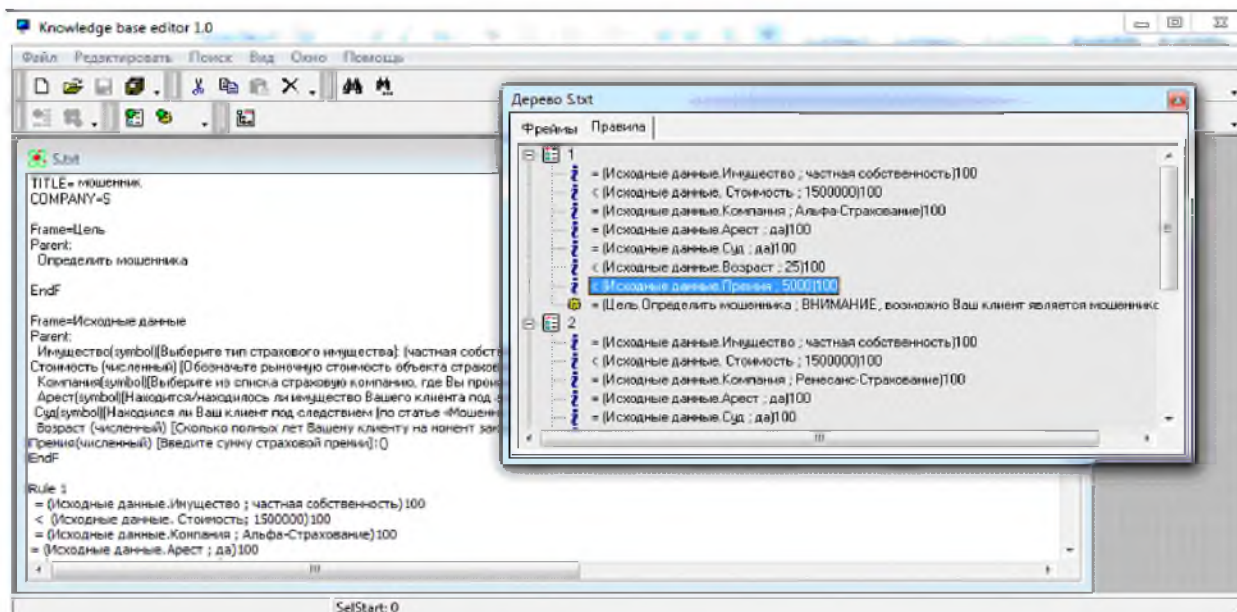 Knowledge base editor 1.0
Файл Редактировать Поиск Вид Окно Помощь
S.txt
TITLE= мошенник
COMPANY=S
Frame=Цель
Parent:
Определить мошенника
EndF
Frame=Исходные данные
Parent:
Имущество(symbol)[Выберите тип страхового имущества]: (частная собст
Стоимость (численный) [Обозначьте рыночную стоимость объекта страхов
Компания(symbol)[Выберите из списка страховую компанию, где Вы прои
Арест(symbol)[Находится/находилось ли имущество Вашего клиента под
Суд(symbol)[Находился ли Ваш клиент под следствием (по статье «Мошенн
Возраст (численный) [Сколько полных лет Вашему клиенту на момент зак
Премия(численный) [Введите сумму страховой премии]:()
EndF
Rule 1
= (Исходные данные.Имущество ; частная собственность)100
< (Исходные данные. Стоимость; 1500000)100
= (Исходные данные.Компания ; Альфа-Страхование)100
= (Исходные данные.Арест ; да)100
SelStart: 0
Дерево S.txt
Фреймы Правила
1
= (Исходные данные.Имущество ; частная собственность)100
< (Исходные данные. Стоимость ; 1500000)100
= (Исходные данные.Компания ; Альфа-Страхование)100
= (Исходные данные.Арест ; да)100
= (Исходные данные.Суд ; да)100
< (Исходные данные.Возраст ; 25)100
< (Исходные данные.Премия ; 5000)100
= (Цель.Определить мошенника ; ВНИМАНИЕ, возможно Ваш клиент является мошеннико
2
= (Исходные данные.Имущество ; частная собственность)100
< (Исходные данные. Стоимость ; 1500000)100
= (Исходные данные.Компания ; Ренесанс-Страхование)100
= (Исходные данные.Арест ; да)100
= (Исходные данные.Суд ; да)100